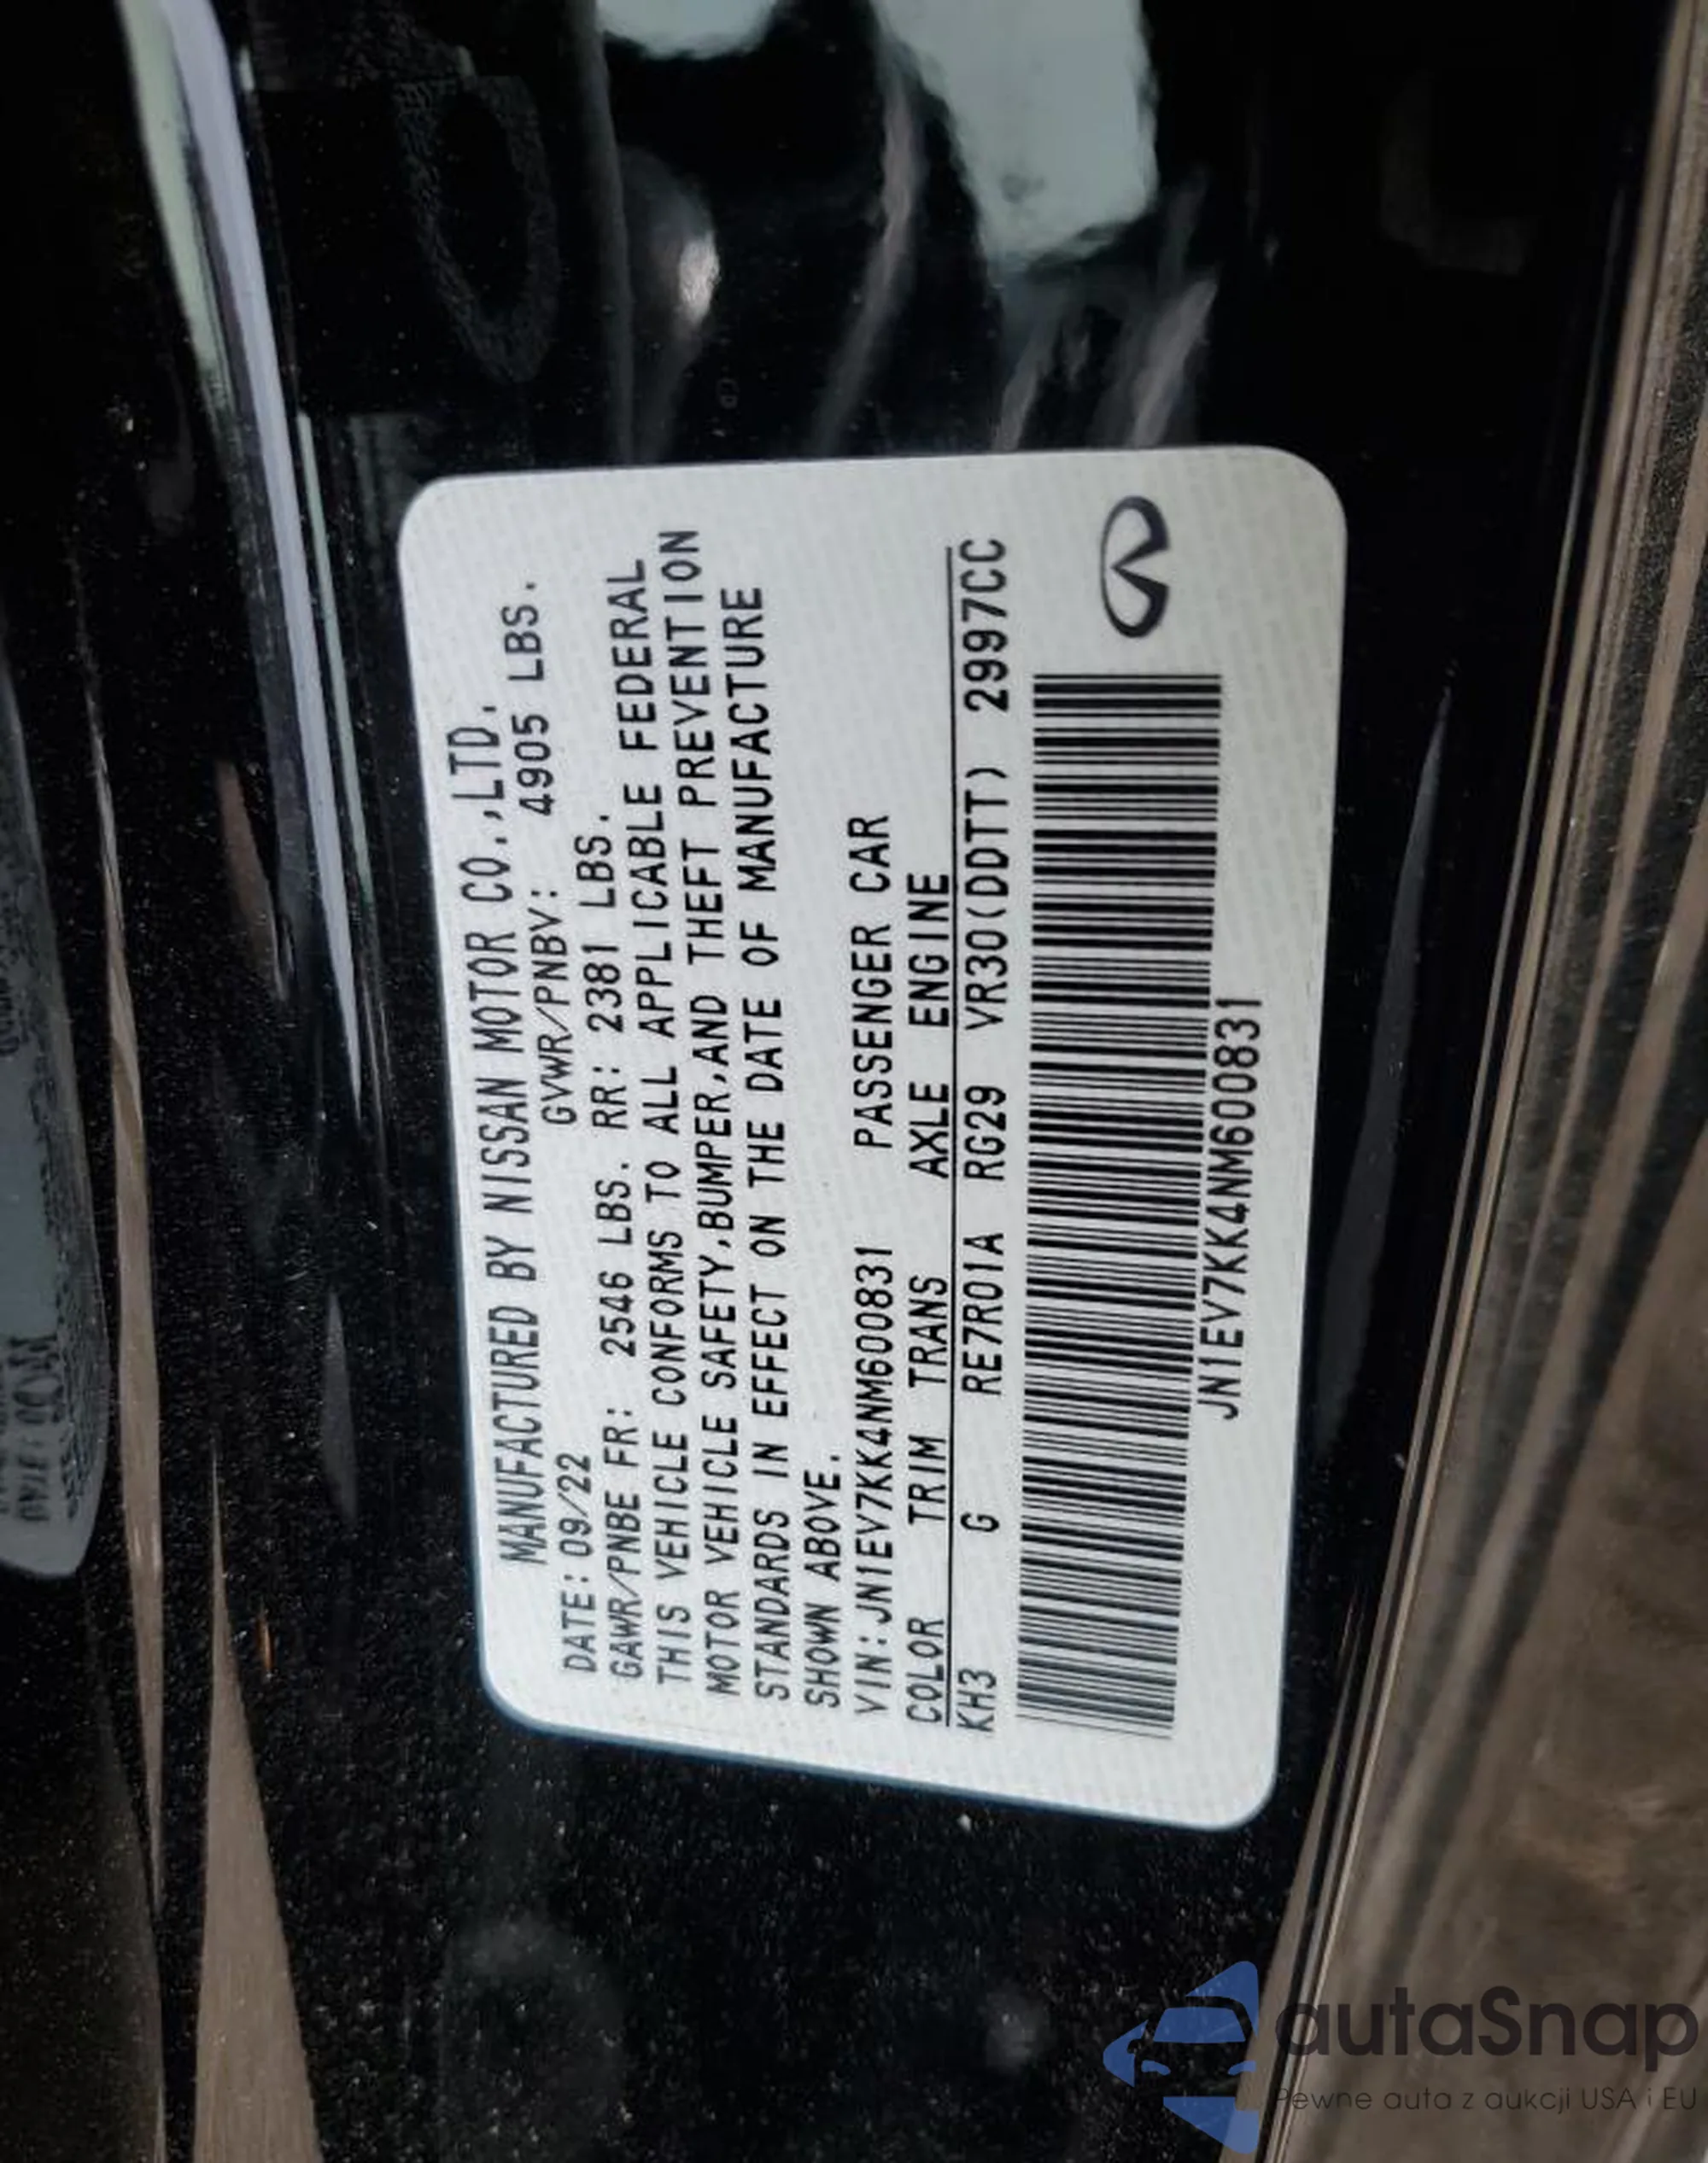 MANUFACTURED BY NISSAN MOTOR CO.,LTD.
DATE: 09/22 GVWR/PNBV: 4905 LBS.
GAWR/PNBE FR: 2546 LBS. RR: 2381 LBS.
THIS VEHICLE CONFORMS TO ALL APPLICABLE FEDERAL
MOTOR VEHICLE SAFETY,BUMPER,AND THEFT PREVENTION
STANDARDS IN EFFECT ON THE DATE OF MANUFACTURE
SHOWN ABOVE.
VIN:JN1EV7KK4NM600831 PASSENGER CAR
COLOR TRIM TRANS AXLE ENGINE
KH3 G RE7R01A RG29 VR30(DDTT) 2997CC
JN1EV7KK4NM600831
autaSnap
Pewne auta z aukcji USA i EU